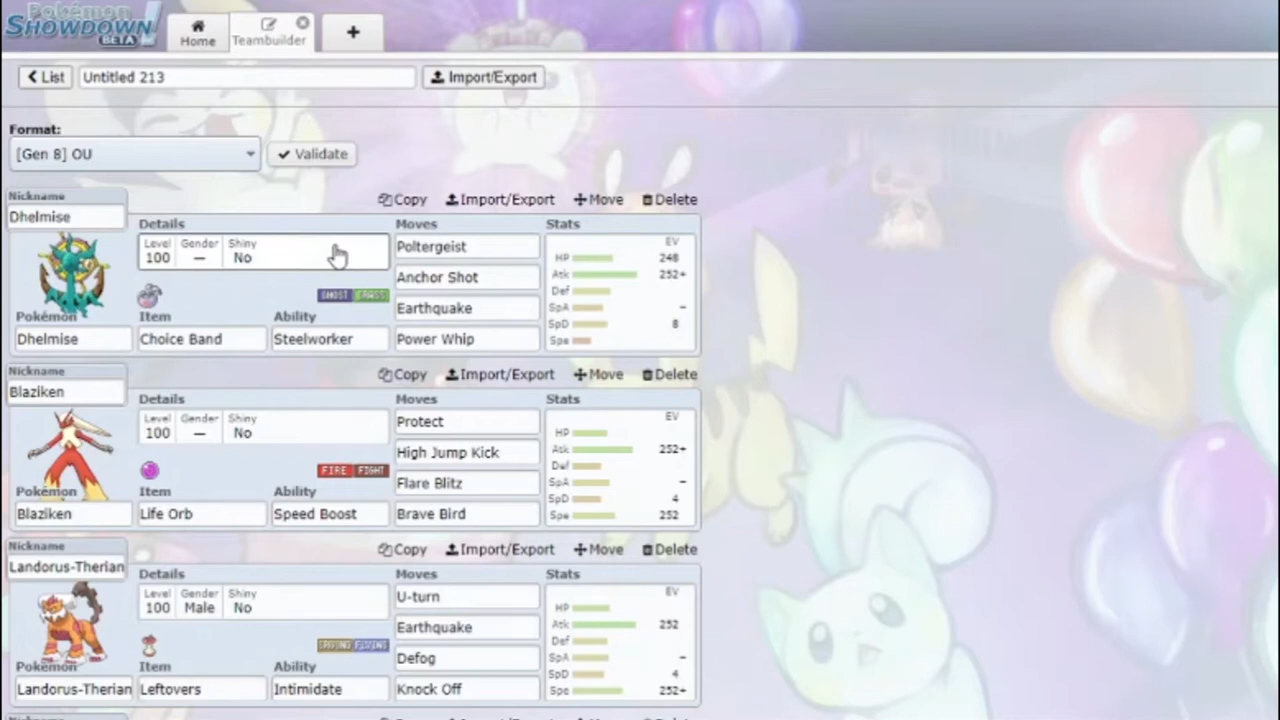 Pokémon
SHOWDOWN!
BETA
Home
Teambuilder
List
Untitled 213
Import/Export
Format:
[Gen 8] OU
Validate
Nickname
Copy Import/Export Move Delete
Dhelmise
Details Moves Stats
Level Gender Shiny
100 — No
Poltergeist
Anchor Shot
Earthquake
Power Whip
EV
HP 248
Atk 252+
Def
SpA –
SpD 8
Spe
GHOST GRASS
Pokémon Item Ability
Dhelmise Choice Band Steelworker
Nickname
Copy Import/Export Move Delete
Blaziken
Details Moves Stats
Level Gender Shiny
100 — No
Protect
High Jump Kick
Flare Blitz
Brave Bird
EV
HP
Atk 252+
Def
SpA –
SpD 4
Spe 252
FIRE FIGHT
Pokémon Item Ability
Blaziken Life Orb Speed Boost
Nickname
Copy Import/Export Move Delete
Landorus-Therian
Details Moves Stats
Level Gender Shiny
100 Male No
U-turn
Earthquake
Defog
Knock Off
EV
HP
Atk 252
Def
SpA –
SpD 4
Spe 252+
GROUND FLYING
Pokémon Item Ability
Landorus-Therian Leftovers Intimidate
Nickname